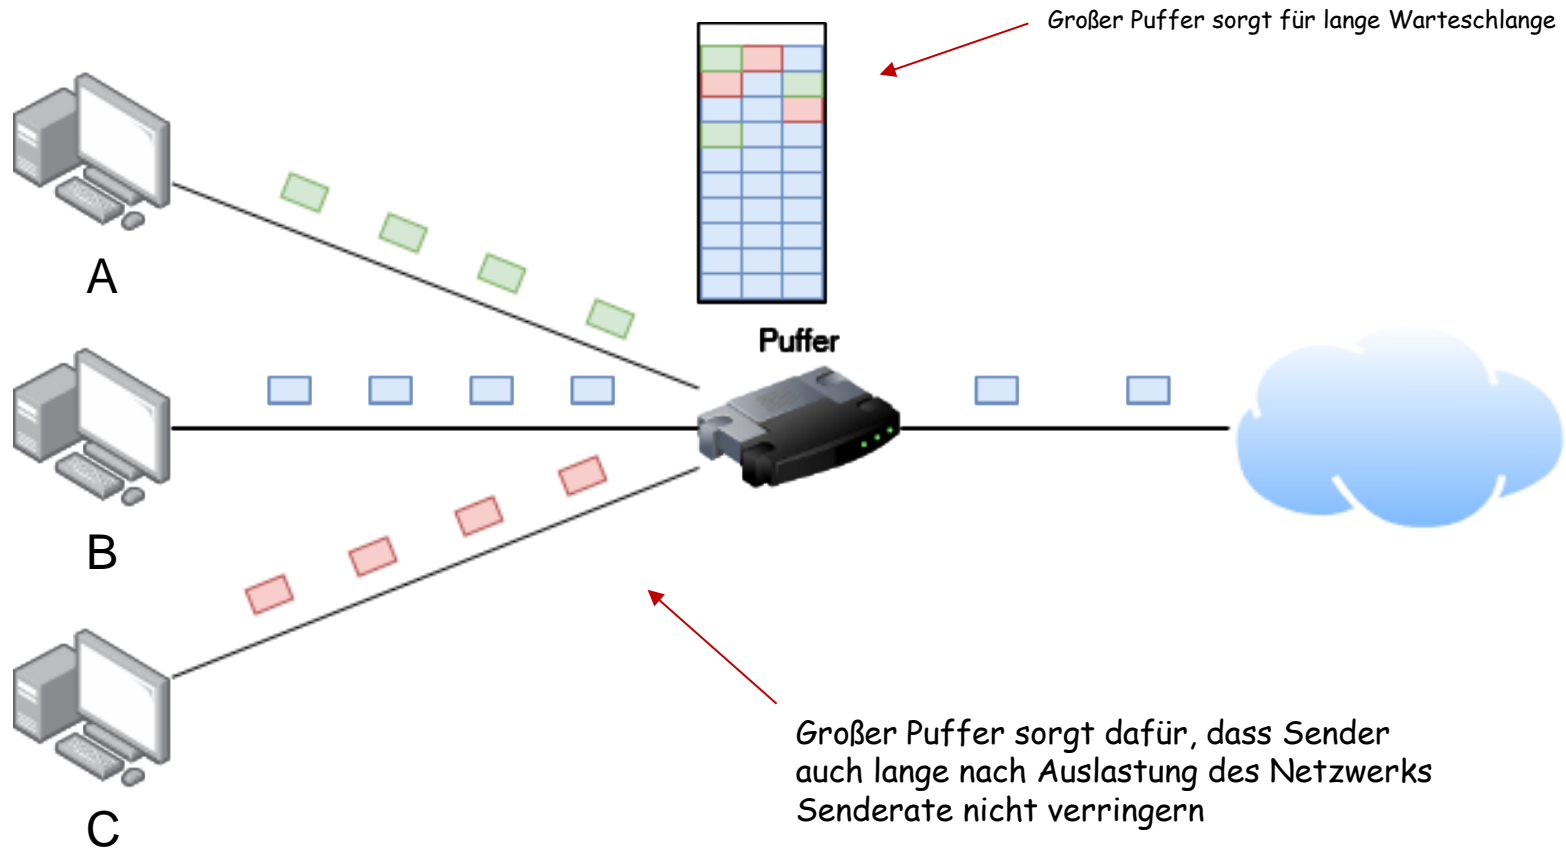 Großer Puffer sorgt für lange Warteschlange
A
Puffer
B
C
Großer Puffer sorgt dafür, dass Sender
auch lange nach Auslastung des Netzwerks
Senderate nicht verringern